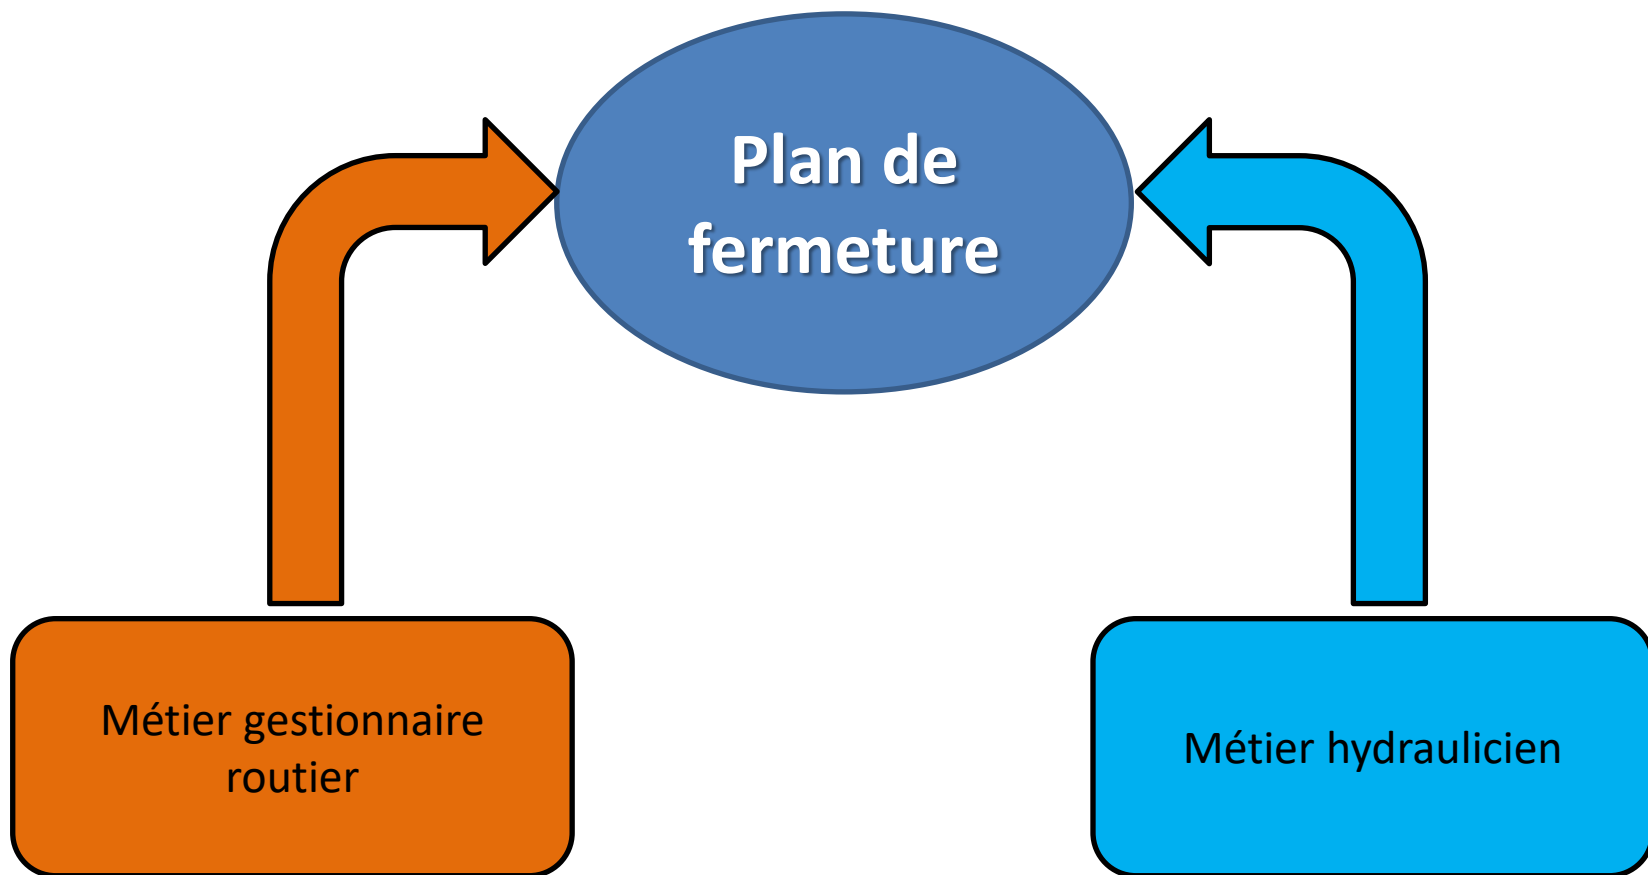 Plan de
fermeture
Métier gestionnaire
routier
Métier hydraulicien